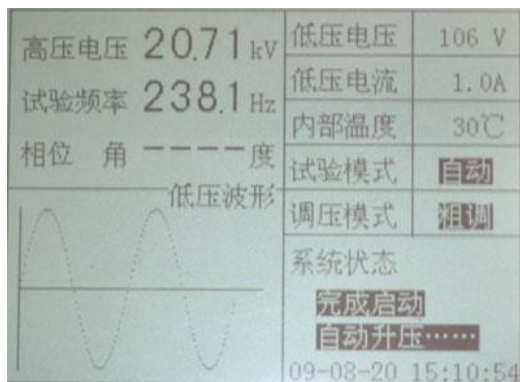 高压电压 20.71 kV
试验频率 238.1 Hz
相位 角 ---- 度
低压波形
低压电压 106 V
低压电流 1.0A
内部温度 30℃
试验模式 自动
调压模式 粗调
系统状态
完成启动
自动升压……
09-08-20 15:10:54